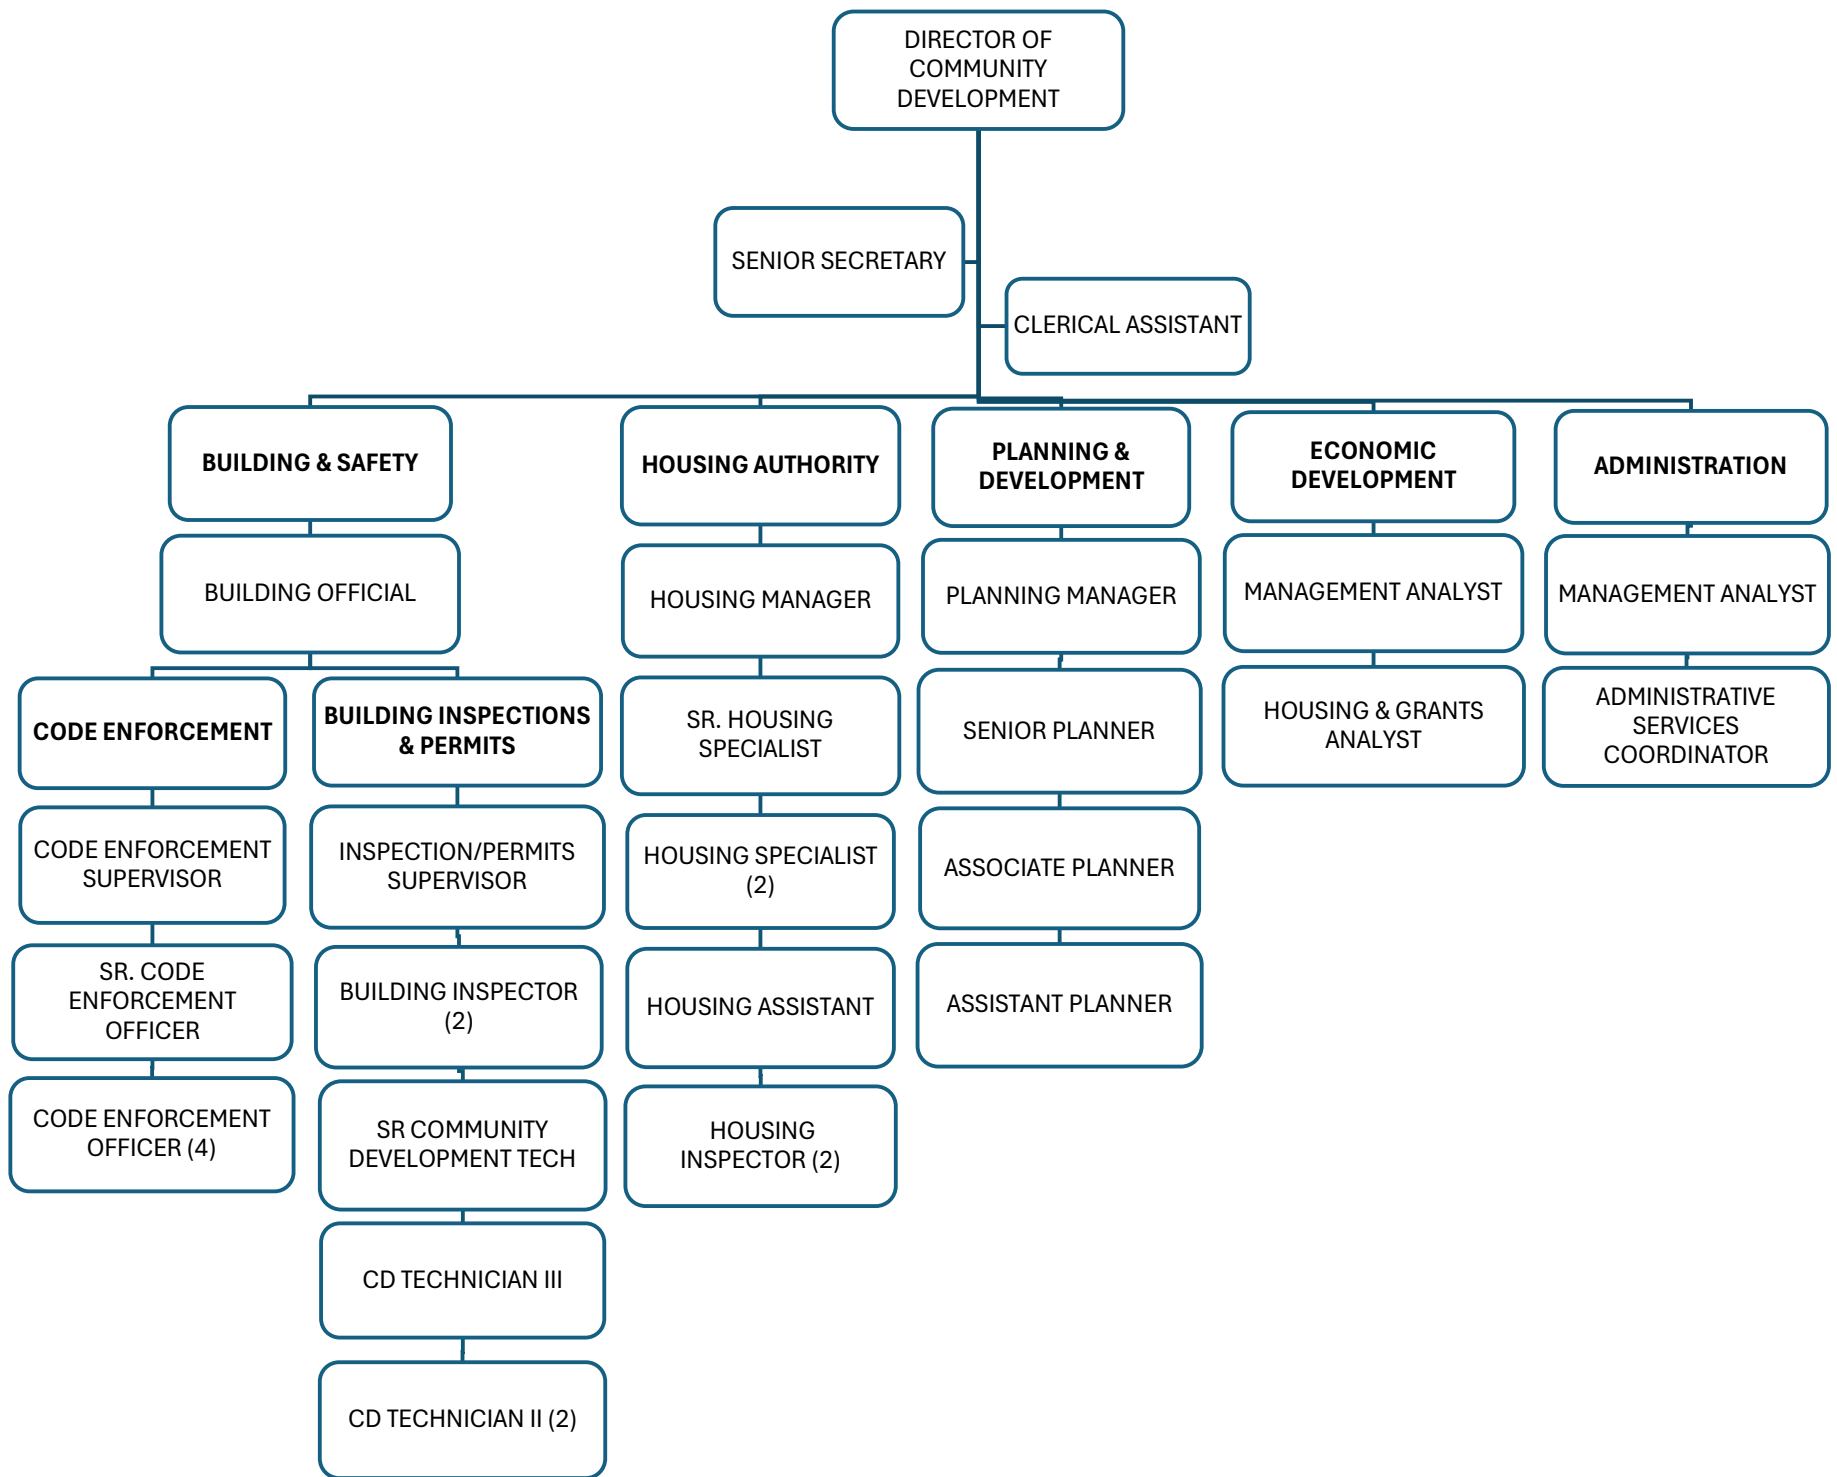 DIRECTOR OF
COMMUNITY
DEVELOPMENT
SENIOR SECRETARY
CLERICAL ASSISTANT
BUILDING & SAFETY
BUILDING OFFICIAL
CODE ENFORCEMENT
CODE ENFORCEMENT
SUPERVISOR
SR. CODE
ENFORCEMENT
OFFICER
CODE ENFORCEMENT
OFFICER (4)
BUILDING INSPECTIONS
& PERMITS
INSPECTION/PERMITS
SUPERVISOR
BUILDING INSPECTOR
(2)
SR COMMUNITY
DEVELOPMENT TECH
CD TECHNICIAN III
CD TECHNICIAN II (2)
HOUSING AUTHORITY
HOUSING MANAGER
SR. HOUSING
SPECIALIST
HOUSING SPECIALIST
(2)
HOUSING ASSISTANT
HOUSING
INSPECTOR (2)
PLANNING &
DEVELOPMENT
PLANNING MANAGER
SENIOR PLANNER
ASSOCIATE PLANNER
ASSISTANT PLANNER
ECONOMIC
DEVELOPMENT
MANAGEMENT ANALYST
HOUSING & GRANTS
ANALYST
ADMINISTRATION
MANAGEMENT ANALYST
ADMINISTRATIVE
SERVICES
COORDINATOR